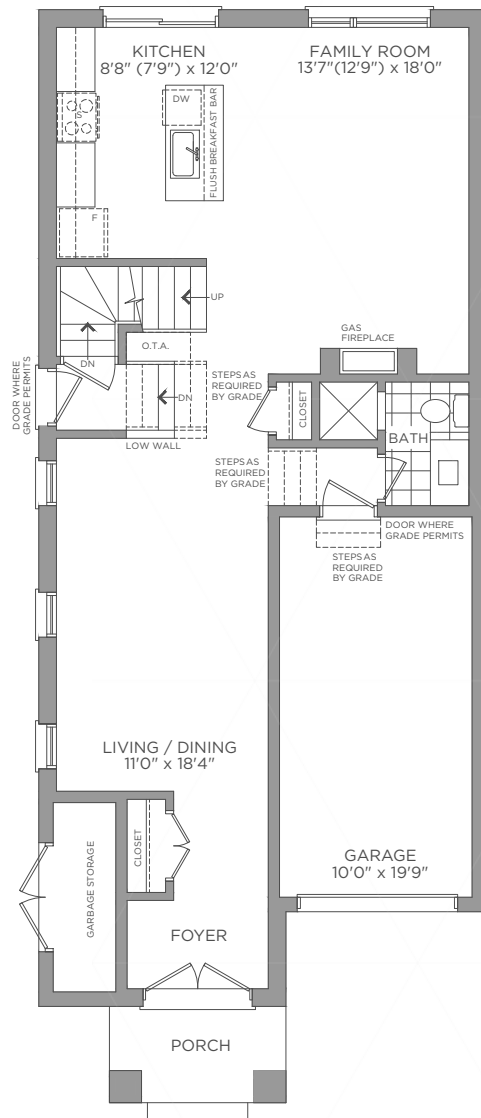 KITCHEN
8'8" (7'9") x 12'0"
FAMILY ROOM
13'7"(12'9") x 18'0"
DW
S
FLUSH BREAKFAST BAR
F
UP
O.T.A.
DN
GAS
FIREPLACE
DOOR WHERE
GRADE PERMITS
DN
STEPS AS
REQUIRED
BY GRADE
CLOSET
BATH
LOW WALL
STEPS AS
REQUIRED
BY GRADE
DOOR WHERE
GRADE PERMITS
STEPS AS
REQUIRED
BY GRADE
LIVING / DINING
11'0" x 18'4"
CLOSET
GARBAGE STORAGE
GARAGE
10'0" x 19'9"
FOYER
PORCH